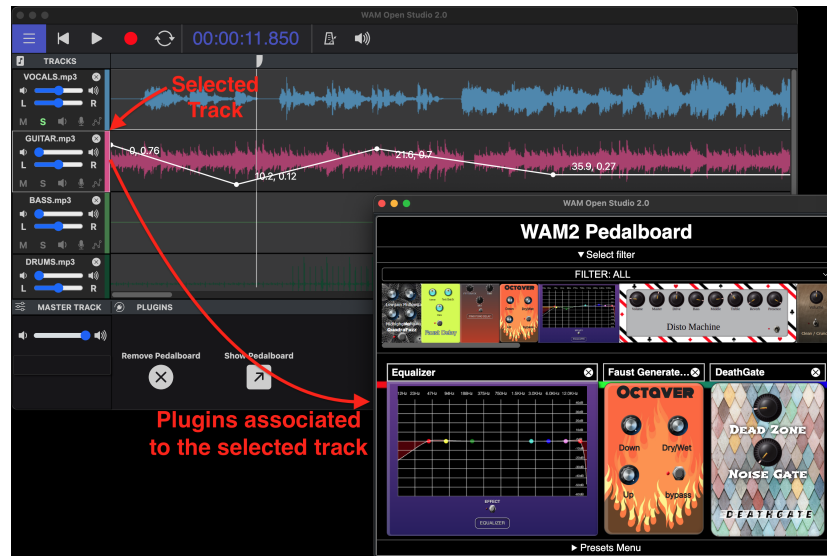 WAM Open Studio 2.0
00:00:11.850
TRACKS
VOCALS.mp3
L R
M S
Selected
Track
GUITAR.mp3
L R
M S
0, 0.76
10.2, 0.12
21.6, 0.7
35.9, 0.27
BASS.mp3
L R
M S
DRUMS.mp3
L R
MASTER TRACK
PLUGINS
Remove Pedalboard
Show Pedalboard
Plugins associated
to the selected track
WAM Open Studio 2.0
WAM2 Pedalboard
▼Select filter
FILTER: ALL
Faust Delay
OCTAVER
Disto Machine
Equalizer
Faust Generate...
DeathGate
OCTAVER
Down Dry/Wet
Up bypass
DEAD ZONE
NOISE GATE
DEATHGATE
EFFECT
EQUALIZER
▶ Presets Menu